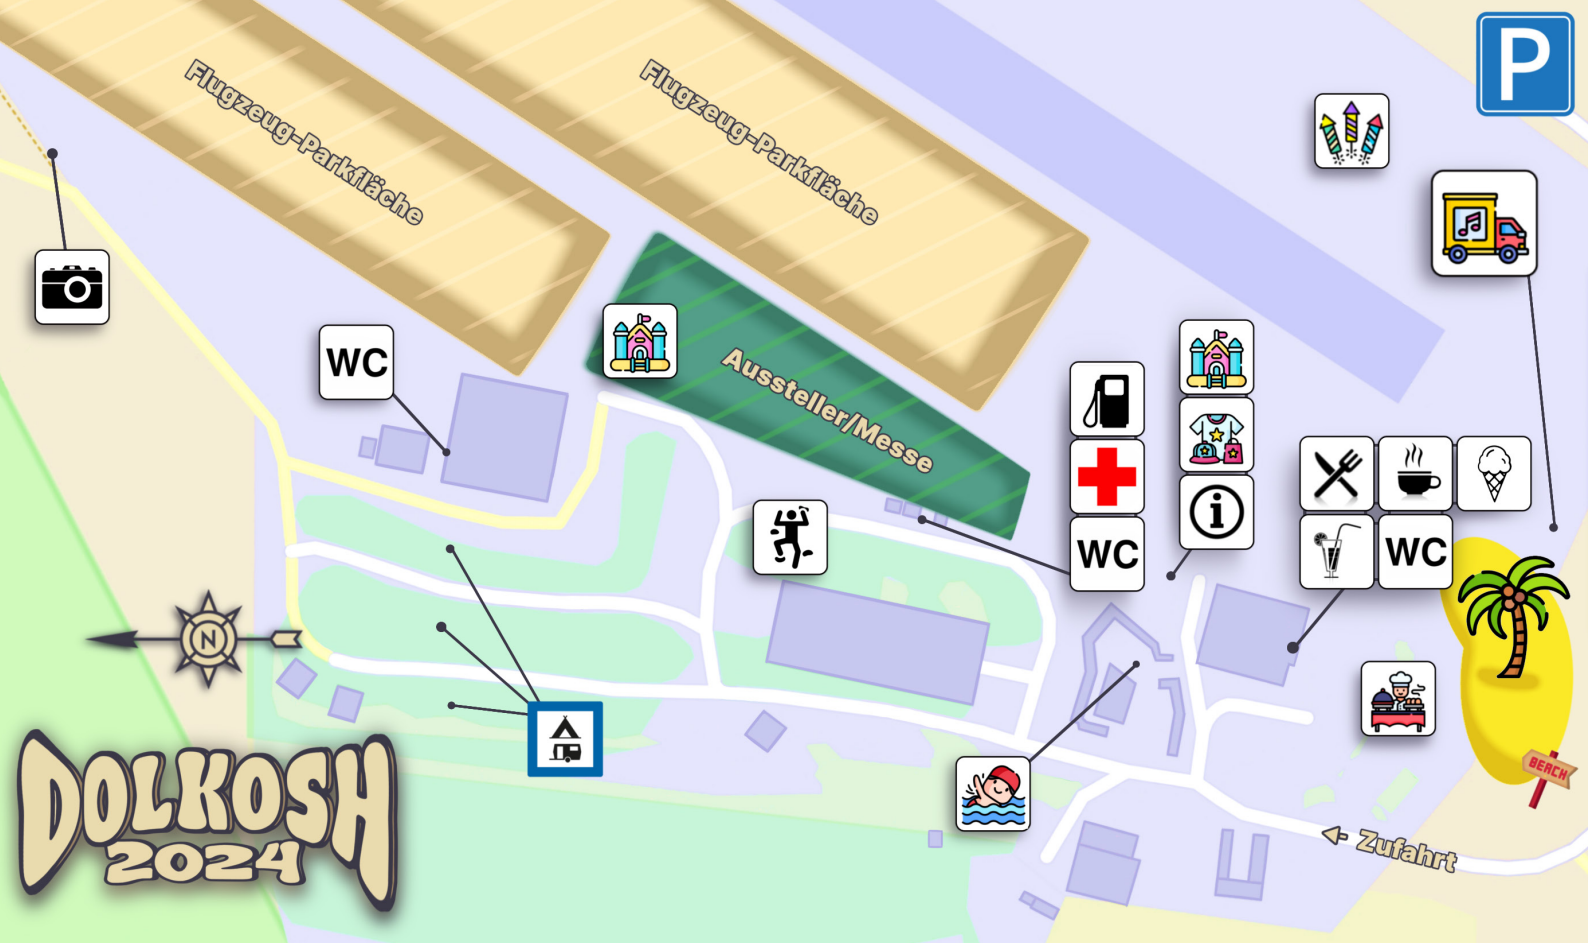 P
Flugzeug-Parkfläche
Flugzeug-Parkfläche
WC
Aussteller/Messe
WC
i
WC
N
BEACH
Zufahrt
DOLKOSH
2024